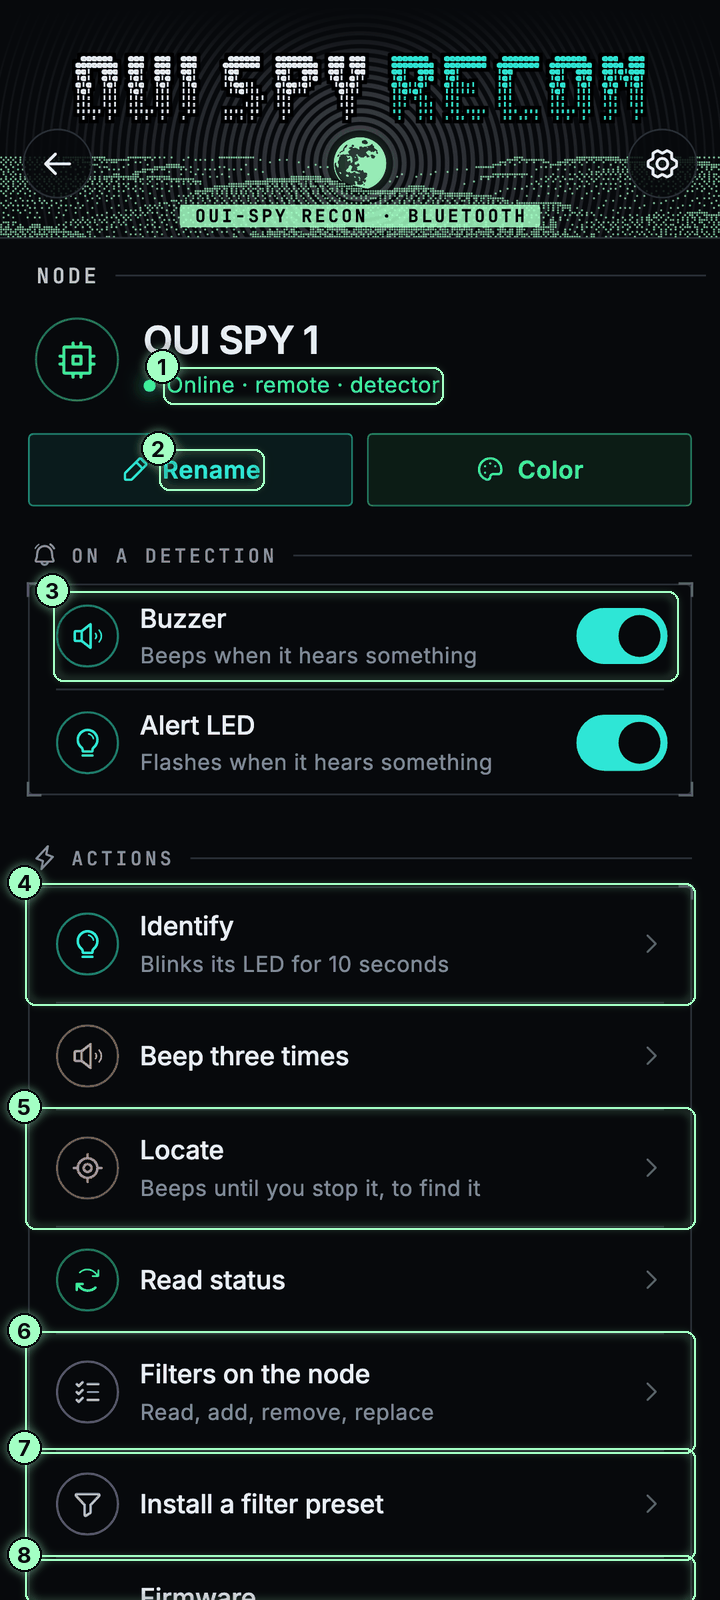 OUI SPY RECON
OUI-SPY RECON · BLUETOOTH
NODE
OUI SPY 1
1
Online · remote · detector
2
Rename
Color
ON A DETECTION
3
Buzzer
Beeps when it hears something
Alert LED
Flashes when it hears something
ACTIONS
4
Identify
Blinks its LED for 10 seconds
Beep three times
5
Locate
Beeps until you stop it, to find it
Read status
6
Filters on the node
Read, add, remove, replace
7
Install a filter preset
8
Firmware